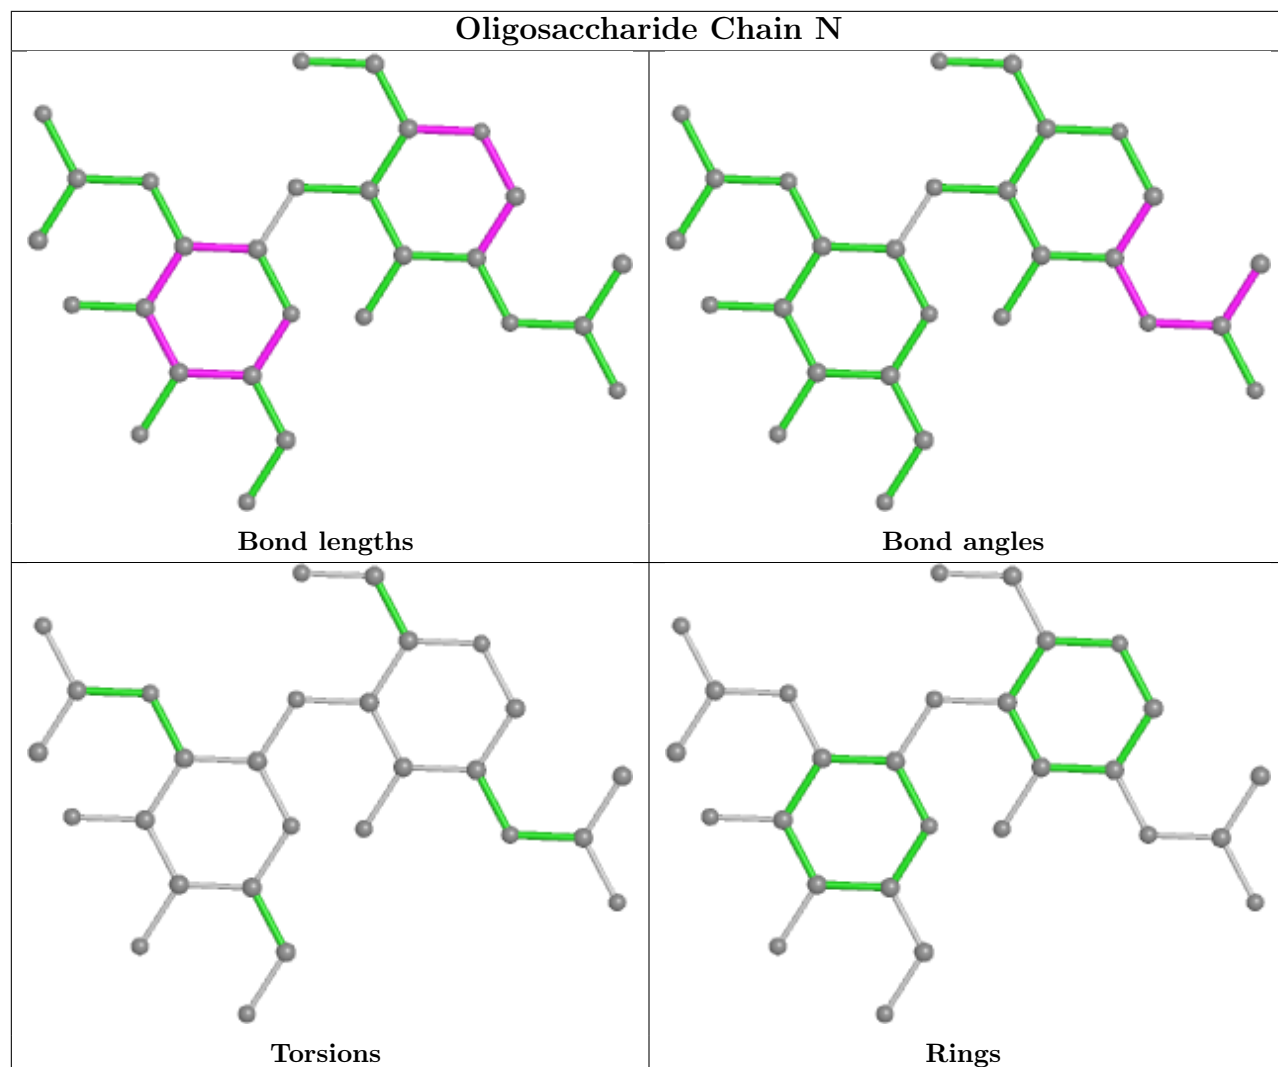 Oligosaccharide Chain N
Bond lengths
Bond angles
Torsions
Rings